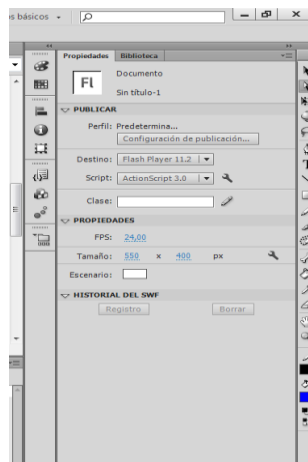 os básicos
Propiedades Biblioteca
Fl
Documento
Sin título-1
PUBLICAR
Perfil: Predetermina...
Configuración de publicación...
Destino: Flash Player 11.2
Script: ActionScript 3.0
Clase:
PROPIEDADES
FPS: 24,00
Tamaño: 550 x 400 px
Escenario:
HISTORIAL DEL SWF
Registro Borrar